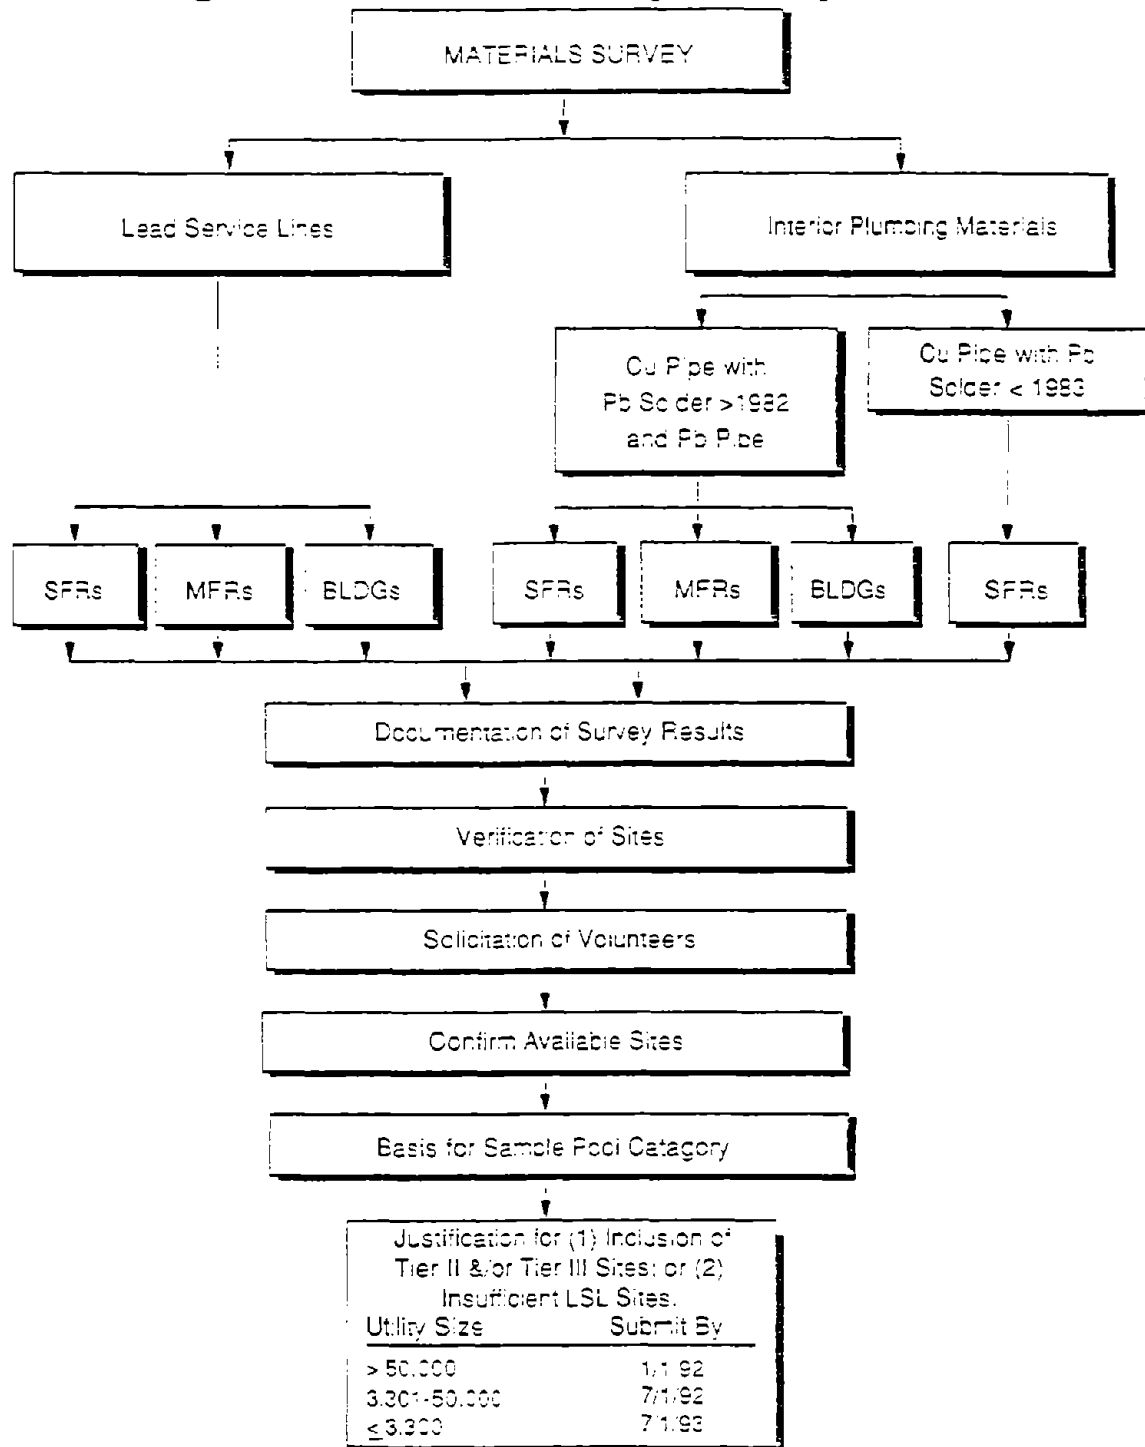 MATERIALS SURVEY
Lead Service Lines
Interior Plumbing Materials
Cu Pipe with
Pb Solder >1982
and Pb Pipe
Cu Pipe with Pb
Solder < 1983
SFRs
MFRs
BLDGs
SFRs
MFRs
BLDGs
SFRs
Documentation of Survey Results
Verification of Sites
Solicitation of Volunteers
Confirm Available Sites
Basis for Sample Pool Catagory
Justification for (1) Inclusion of
Tier II &/or Tier III Sites; or (2)
Insufficient LSL Sites.
Utility Size Submit By
> 50,000 1/1/92
3,301-50,000 7/1/92
≤ 3,300 7/1/93